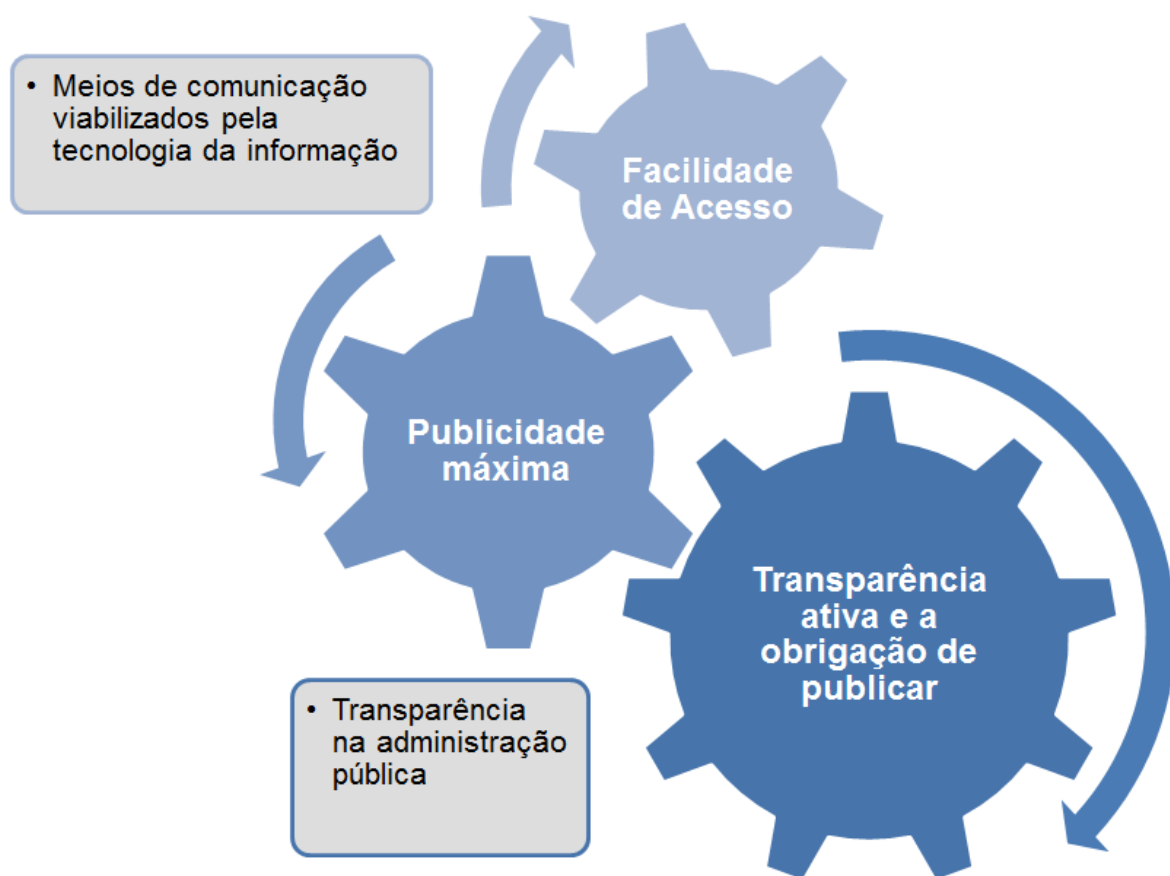 • Meios de comunicação
viabilizados pela
tecnologia da informação
Facilidade
de Acesso
Publicidade
máxima
Transparência
ativa e a
obrigação de
publicar
• Transparência
na administração
pública